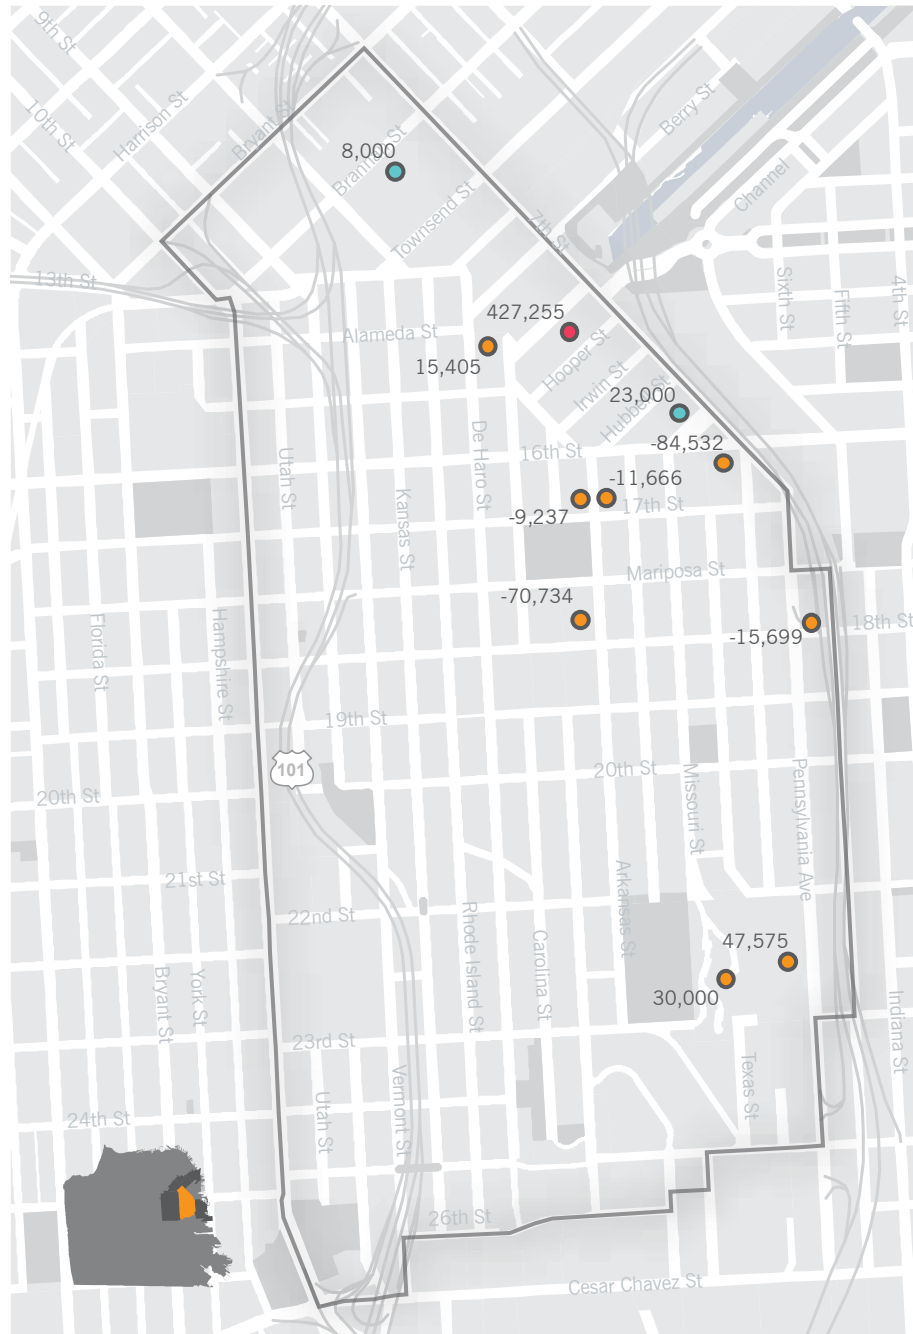 9th St
10th St
Harrison St
Bryant St
8,000
Brannan St
Townsend St
Berry St
Channel
7th St
13th St
Sixth St
Fifth St
4th St
427,255
Alameda St
15,405
Hooper St
Irwin St
23,000
Hubbell St
-84,532
16th St
-11,666
17th St
-9,237
Utah St
Kansas St
De Haro St
Mariposa St
-70,734
-15,699
18th St
Florida St
Hampshire St
19th St
101
20th St
20th St
Missouri St
Pennsylvania Ave
21st St
22nd St
Arkansas St
Rhode Island St
Carolina St
47,575
30,000
Bryant St
York St
Indiana St
23rd St
Utah St
Vermont St
Texas St
24th St
26th St
Cesar Chavez St